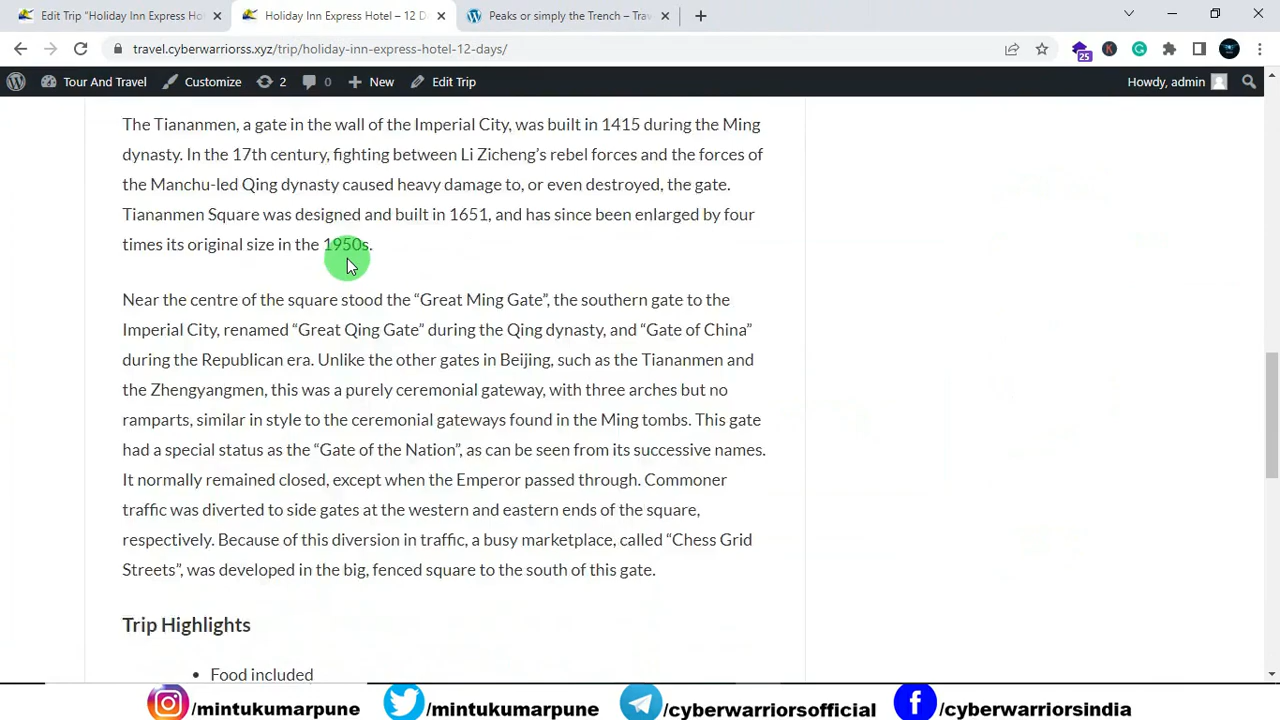 Edit Trip "Holiday Inn Express Ho
Holiday Inn Express Hotel – 12 D
Peaks or simply the Trench – Trav
travel.cyberwarriorss.xyz/trip/holiday-inn-express-hotel-12-days/
25
K
G
Tour And Travel
Customize
2
0
New
Edit Trip
Howdy, admin
The Tiananmen, a gate in the wall of the Imperial City, was built in 1415 during the Ming
dynasty. In the 17th century, fighting between Li Zicheng’s rebel forces and the forces of
the Manchu-led Qing dynasty caused heavy damage to, or even destroyed, the gate.
Tiananmen Square was designed and built in 1651, and has since been enlarged by four
times its original size in the 1950s.
Near the centre of the square stood the “Great Ming Gate”, the southern gate to the
Imperial City, renamed “Great Qing Gate” during the Qing dynasty, and “Gate of China”
during the Republican era. Unlike the other gates in Beijing, such as the Tiananmen and
the Zhengyangmen, this was a purely ceremonial gateway, with three arches but no
ramparts, similar in style to the ceremonial gateways found in the Ming tombs. This gate
had a special status as the “Gate of the Nation”, as can be seen from its successive names.
It normally remained closed, except when the Emperor passed through. Commoner
traffic was diverted to side gates at the western and eastern ends of the square,
respectively. Because of this diversion in traffic, a busy marketplace, called “Chess Grid
Streets”, was developed in the big, fenced square to the south of this gate.
Trip Highlights
• Food included
/mintukumarpune
/mintukumarpune
/cyberwarriorsofficial
/cyberwarriorsindia